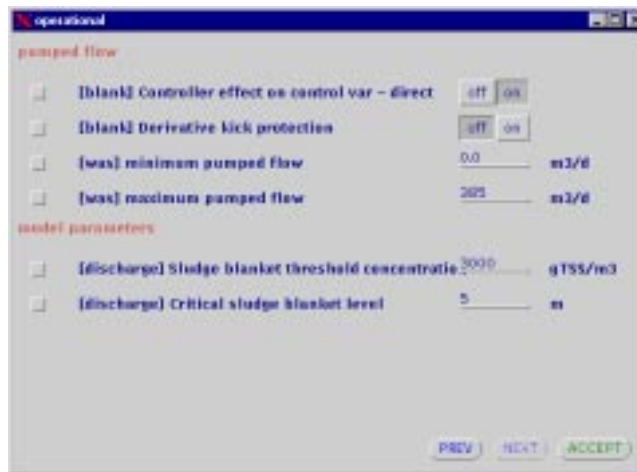 operational
pumped flow
[blank] Controller effect on control var - direct off on
[blank] Derivative kick protection off on
[was] minimum pumped flow 0.0 m3/d
[was] maximum pumped flow 385 m3/d
model parameters
[discharge] Sludge blanket threshold concentratio 3000 gTSS/m3
[discharge] Critical sludge blanket level 5 m
PREV NEXT ACCEPT